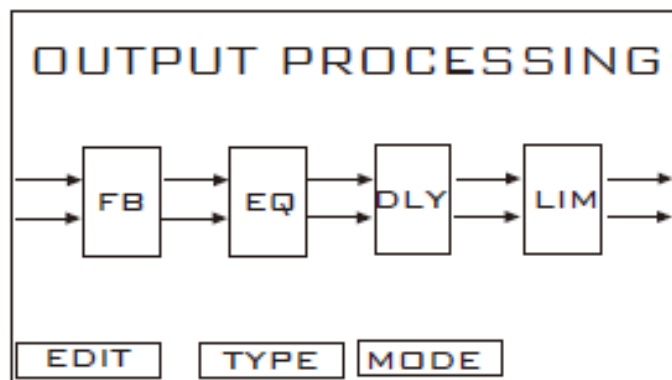 OUTPUT PROCESSING
FB EQ DLY LIM
EDIT TYPE MODE